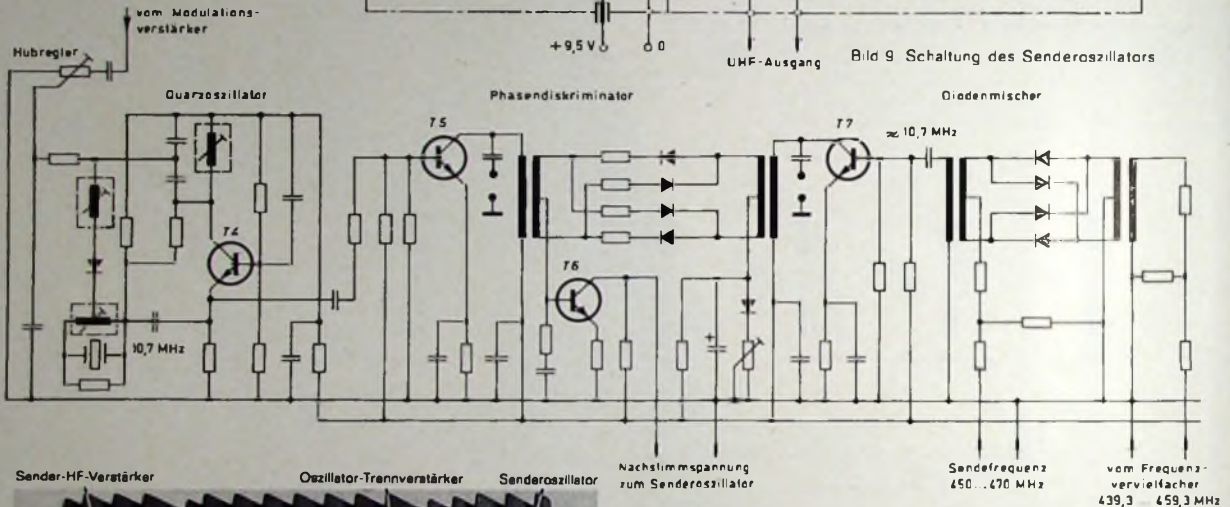 vom Modulations-
verstärker
Hubregler
+9,5 V
0
UHF-Ausgang
Bild 9 Schaltung des Senderoszillators
Quarzoszillator
Phasendiskriminator
Diodenmischer
T5
T7
≈ 10,7 MHz
T4
T6
10,7 MHz
+
Sender-HF-Verstärker
Oszillator-Trennverstärker
Senderoszillator
Nachstimmspannung
zum Senderoszillator
Sendefrequenz
450...470 MHz
vom Frequenz-
vervielfacher
439,3 459,3 MHz